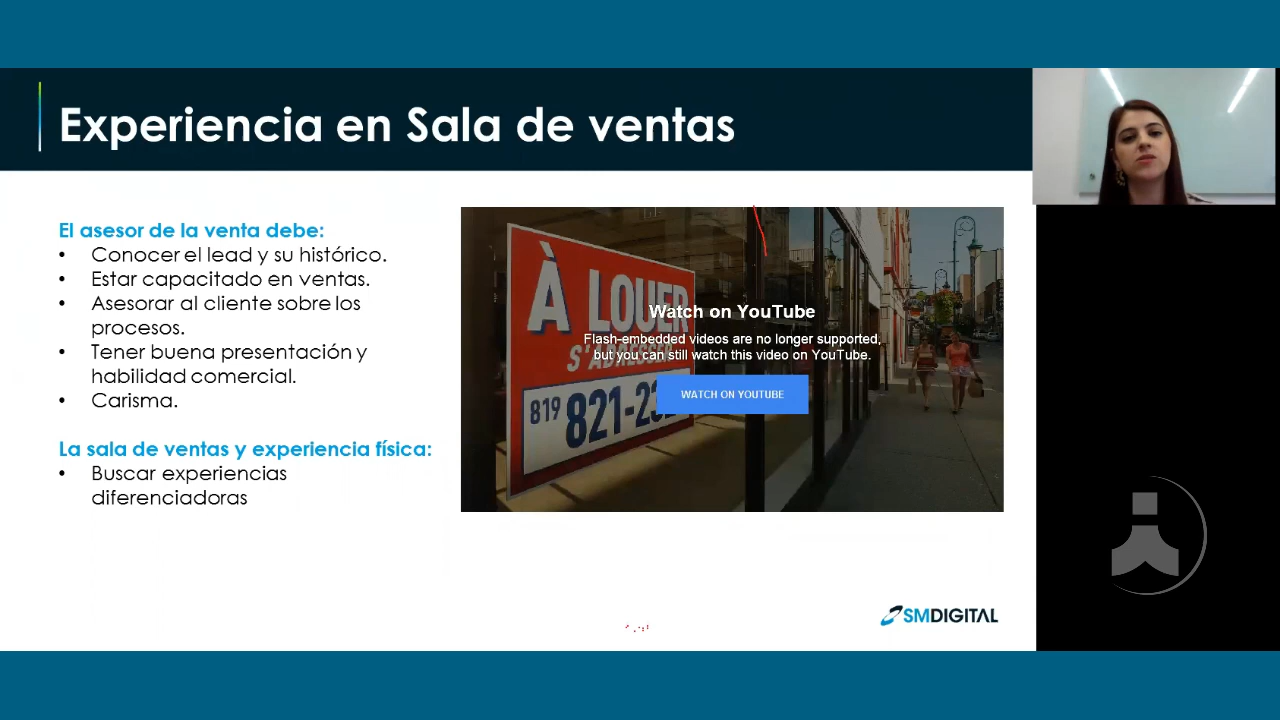 Experiencia en Sala de ventas
El asesor de la venta debe:
• Conocer el lead y su histórico.
• Estar capacitado en ventas.
• Asesorar al cliente sobre los
procesos.
• Tener buena presentación y
habilidad comercial.
• Carisma.
La sala de ventas y experiencia física:
• Buscar experiencias
diferenciadoras
À LOUER
S'ADRESSER
819 821-23
Watch on YouTube
Flash-embedded videos are no longer supported,
but you can still watch this video on YouTube.
WATCH ON YOUTUBE
SMDIGITAL